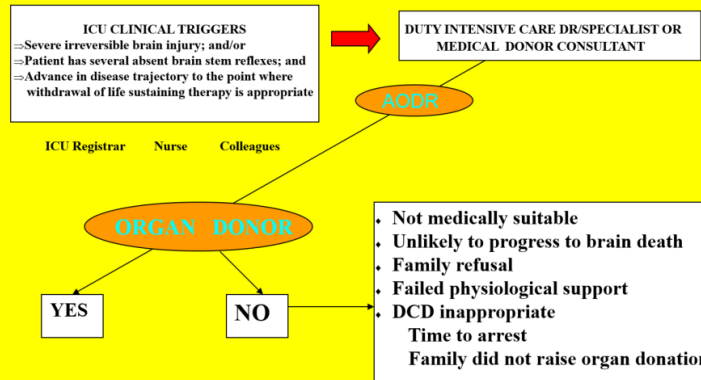 ICU CLINICAL TRIGGERS
⇒Severe irreversible brain injury; and/or
⇒Patient has several absent brain stem reflexes; and
⇒Advance in disease trajectory to the point where
withdrawal of life sustaining therapy is appropriate
DUTY INTENSIVE CARE DR/SPECIALIST OR
MEDICAL DONOR CONSULTANT
AODR
ICU Registrar Nurse Colleagues
ORGAN DONOR
YES
NO
⬧ Not medically suitable
⬧ Unlikely to progress to brain death
⬧ Family refusal
⬧ Failed physiological support
⬧ DCD inappropriate
Time to arrest
Family did not raise organ donation